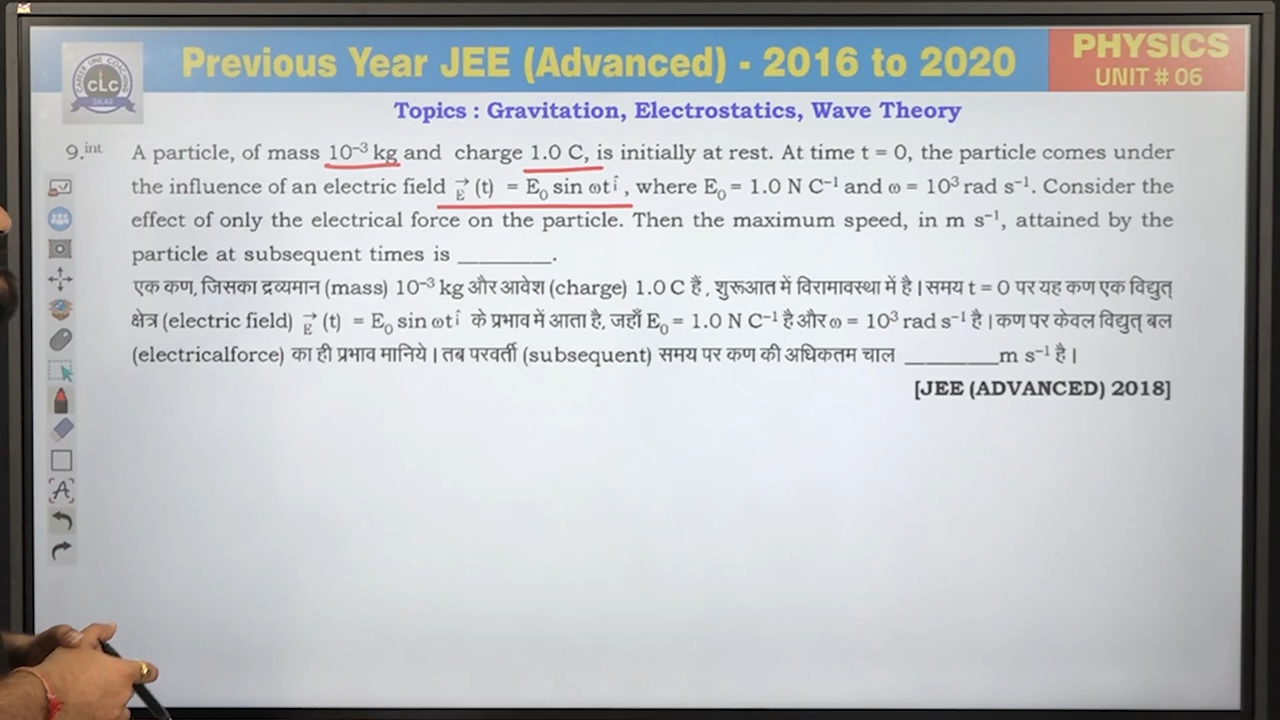 Previous Year JEE (Advanced) - 2016 to 2020
PHYSICS
UNIT # 06
CLC
SIKAR
Topics : Gravitation, Electrostatics, Wave Theory
9.int A particle, of mass 10⁻³ kg and charge 1.0 C, is initially at rest. At time t = 0, the particle comes under
the influence of an electric field E⃗ (t) = E₀ sin ωt î , where E₀ = 1.0 N C⁻¹ and ω = 10³ rad s⁻¹. Consider the
effect of only the electrical force on the particle. Then the maximum speed, in m s⁻¹, attained by the
particle at subsequent times is ________.
एक कण, जिसका द्रव्यमान (mass) 10⁻³ kg और आवेश (charge) 1.0 C हैं , शुरूआत में विरामावस्था में है। समय t = 0 पर यह कण एक विद्युत्
क्षेत्र (electric field) E⃗ (t) = E₀ sin ωt î के प्रभाव में आता है, जहाँ E₀ = 1.0 N C⁻¹ है और ω = 10³ rad s⁻¹ है। कण पर केवल विद्युत् बल
(electricalforce) का ही प्रभाव मानिये। तब परवर्ती (subsequent) समय पर कण की अधिकतम चाल ________m s⁻¹ है।
[JEE (ADVANCED) 2018]